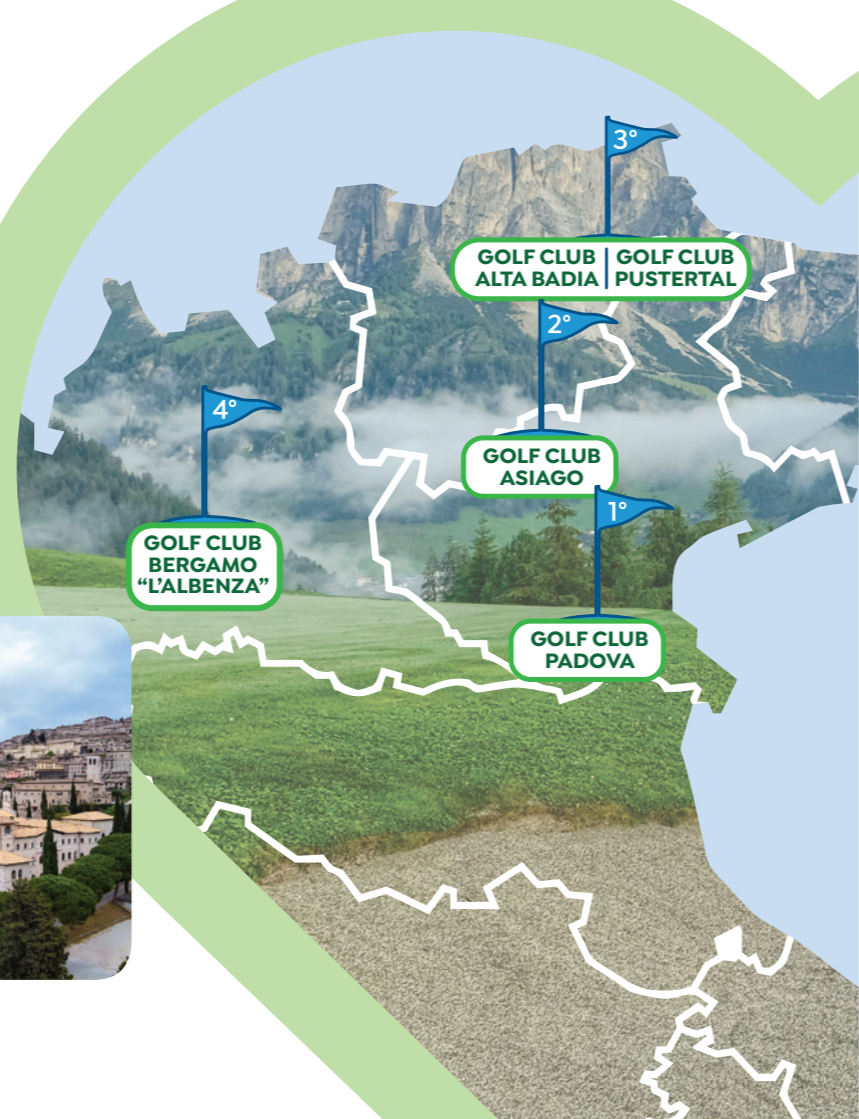 3°
GOLF CLUB
ALTA BADIA
GOLF CLUB
PUSTERTAL
2°
GOLF CLUB
ASIAGO
4°
GOLF CLUB
BERGAMO
“L’ALBENZA”
1°
GOLF CLUB
PADOVA